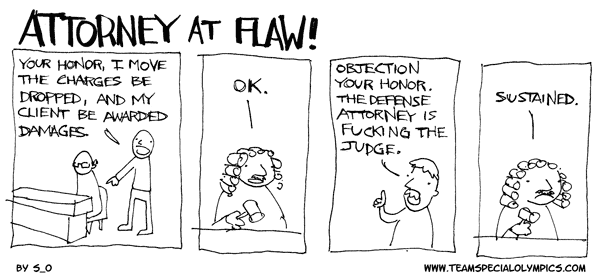 ATTORNEY AT FLAW!
YOUR HONOR, I MOVE
THE CHARGES BE
DROPPED, AND MY
CLIENT BE AWARDED
DAMAGES.
OK.
OBJECTION
YOUR HONOR.
THE DEFENSE
ATTORNEY IS
FUCKING THE
JUDGE.
SUSTAINED.
BY S_O
WWW.TEAMSPECIALOLYMPICS.COM